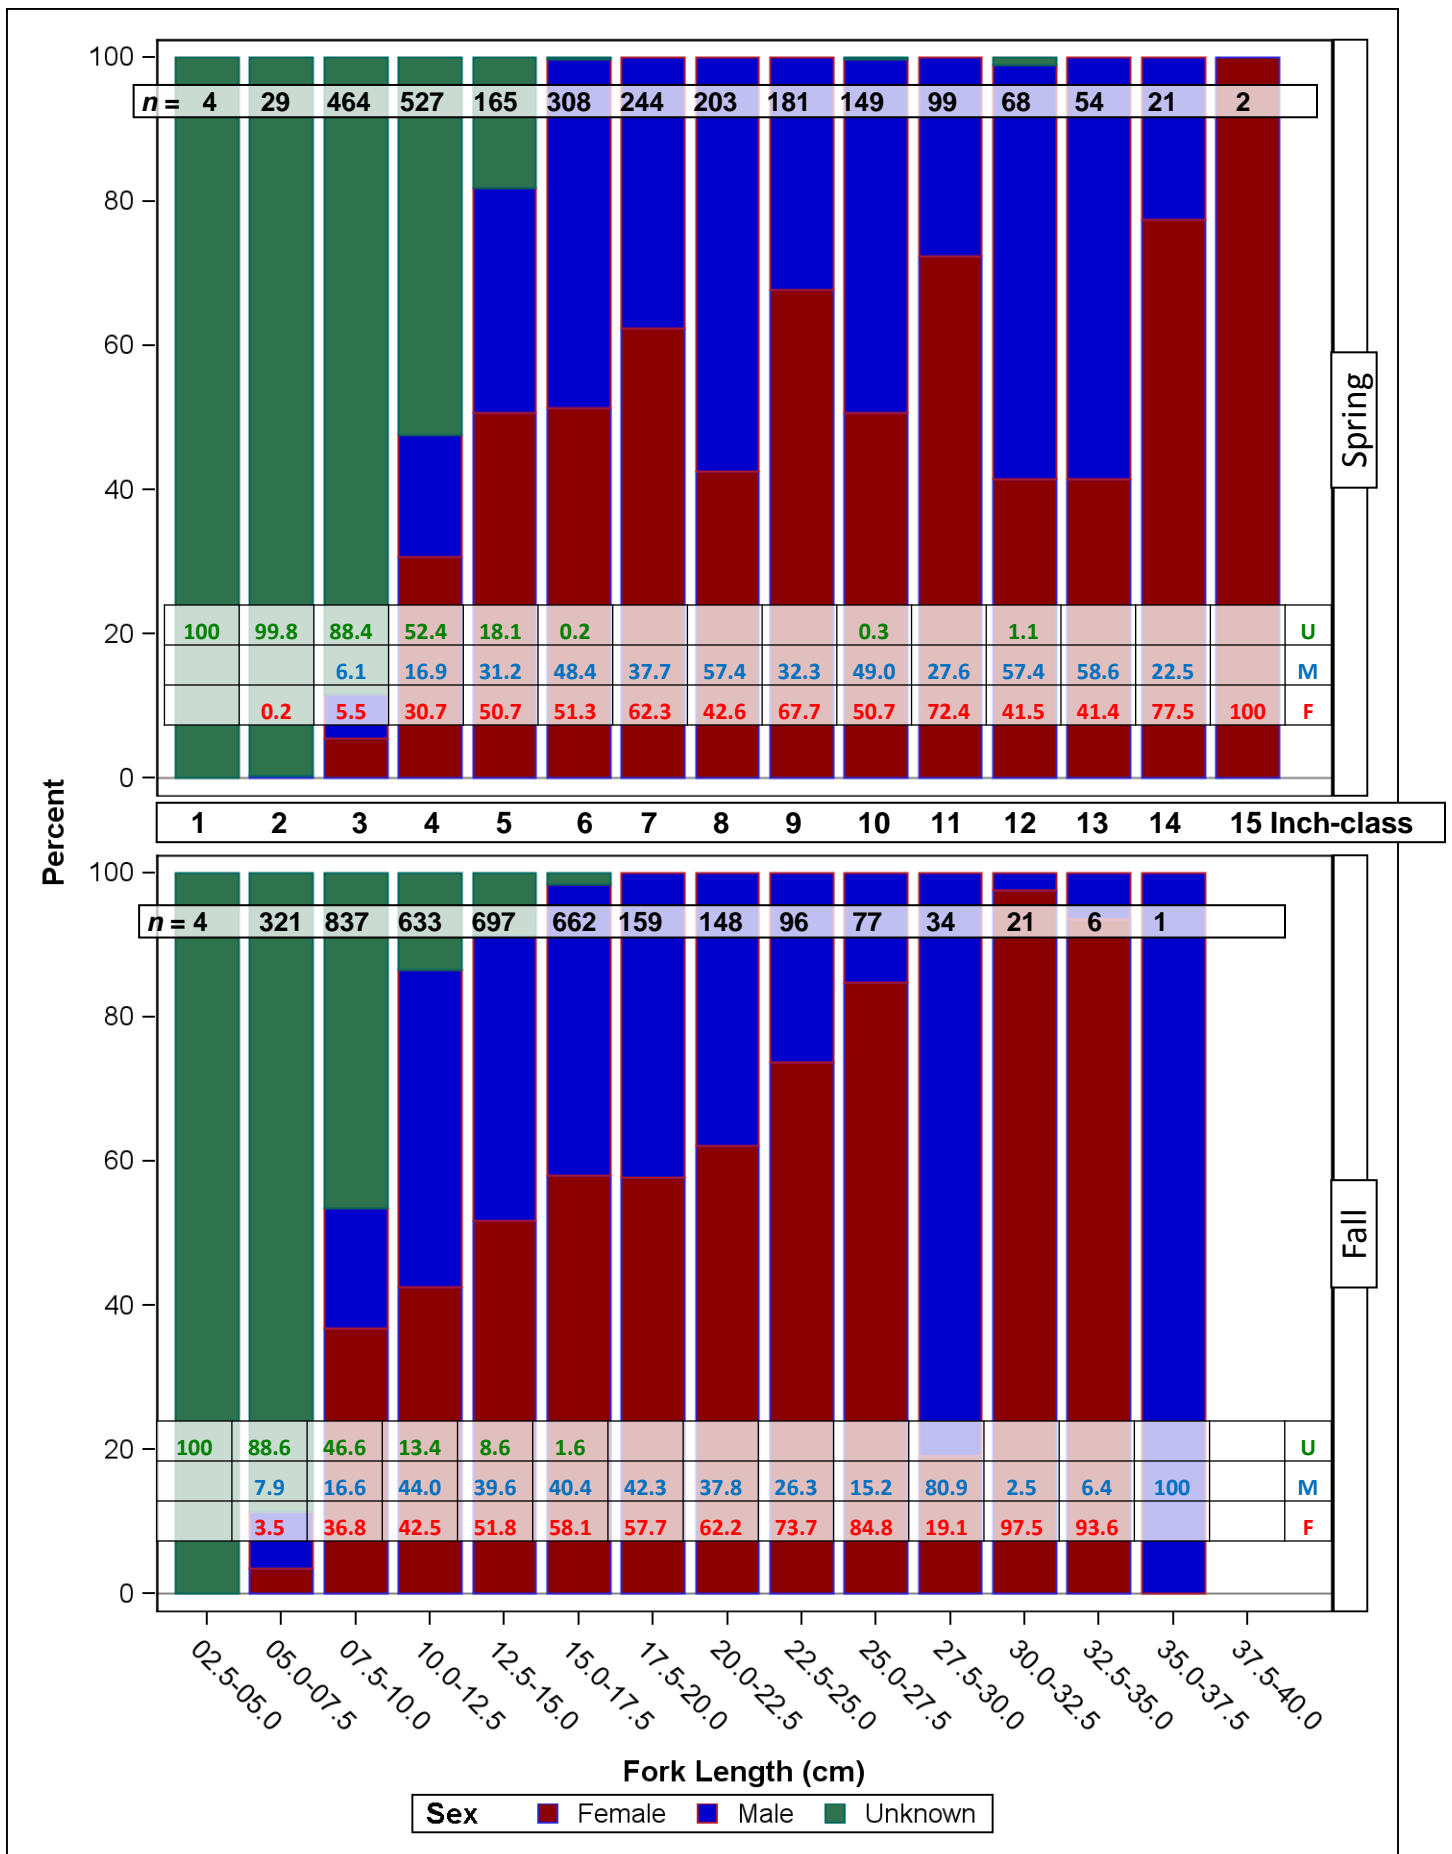 100
n = 4 29 464 527 165 308 244 203 181 149 99 68 54 21 2
80
60
Spring
40
20
100 99.8 88.4 52.4 18.1 0.2 0.3 1.1 U
6.1 16.9 31.2 48.4 37.7 57.4 32.3 49.0 27.6 57.4 58.6 22.5 M
0.2 5.5 30.7 50.7 51.3 62.3 42.6 67.7 50.7 72.4 41.5 41.4 77.5 100 F
0
Percent
1 2 3 4 5 6 7 8 9 10 11 12 13 14 15 Inch-class
100
n = 4 321 837 633 697 662 159 148 96 77 34 21 6 1
80
60
Fall
40
20
100 88.6 46.6 13.4 8.6 1.6 U
7.9 16.6 44.0 39.6 40.4 42.3 37.8 26.3 15.2 80.9 2.5 6.4 100 M
3.5 36.8 42.5 51.8 58.1 57.7 62.2 73.7 84.8 19.1 97.5 93.6 F
0
02.5-05.0 05.0-07.5 07.5-10.0 10.0-12.5 12.5-15.0 15.0-17.5 17.5-20.0 20.0-22.5 22.5-25.0 25.0-27.5 27.5-30.0 30.0-32.5 32.5-35.0 35.0-37.5 37.5-40.0
Fork Length (cm)
Sex Female Male Unknown